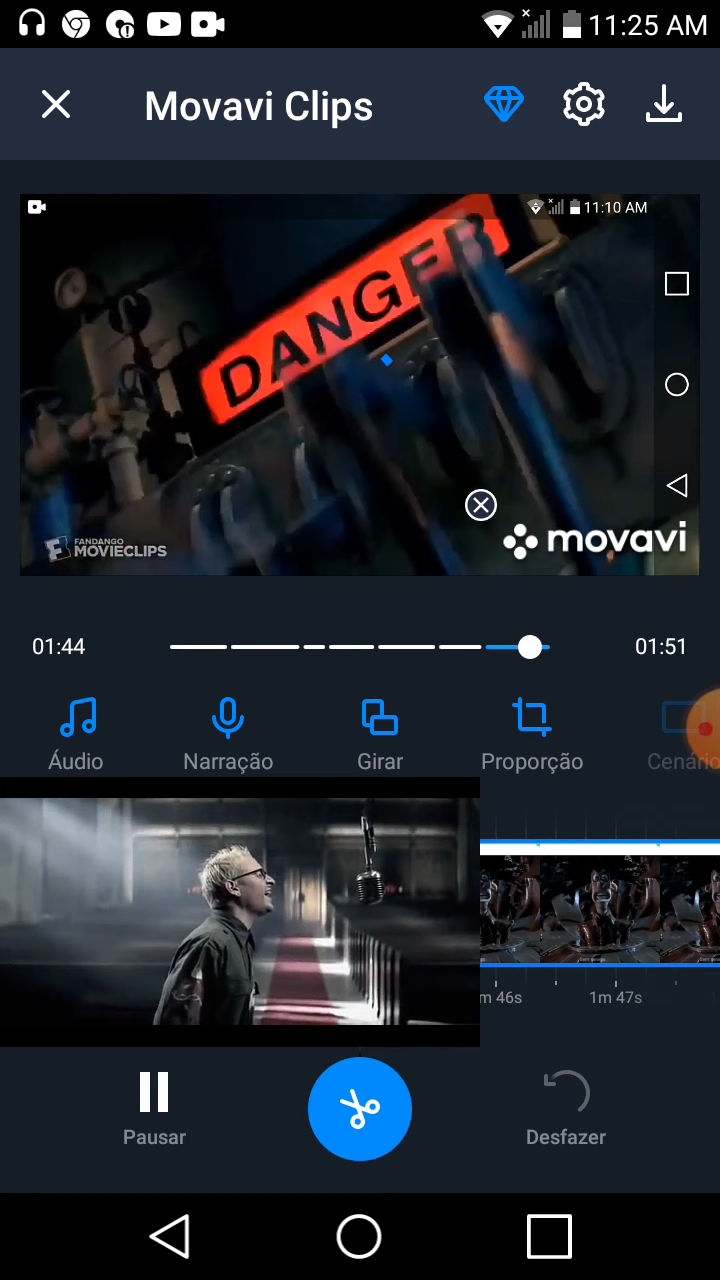 11:25 AM
Movavi Clips
11:10 AM
DANGER
FANDANGO
MOVIECLIPS
movavi
01:44
01:51
Áudio
Narração
Girar
Proporção
Cenário
m 46s
1m 47s
Pausar
Desfazer